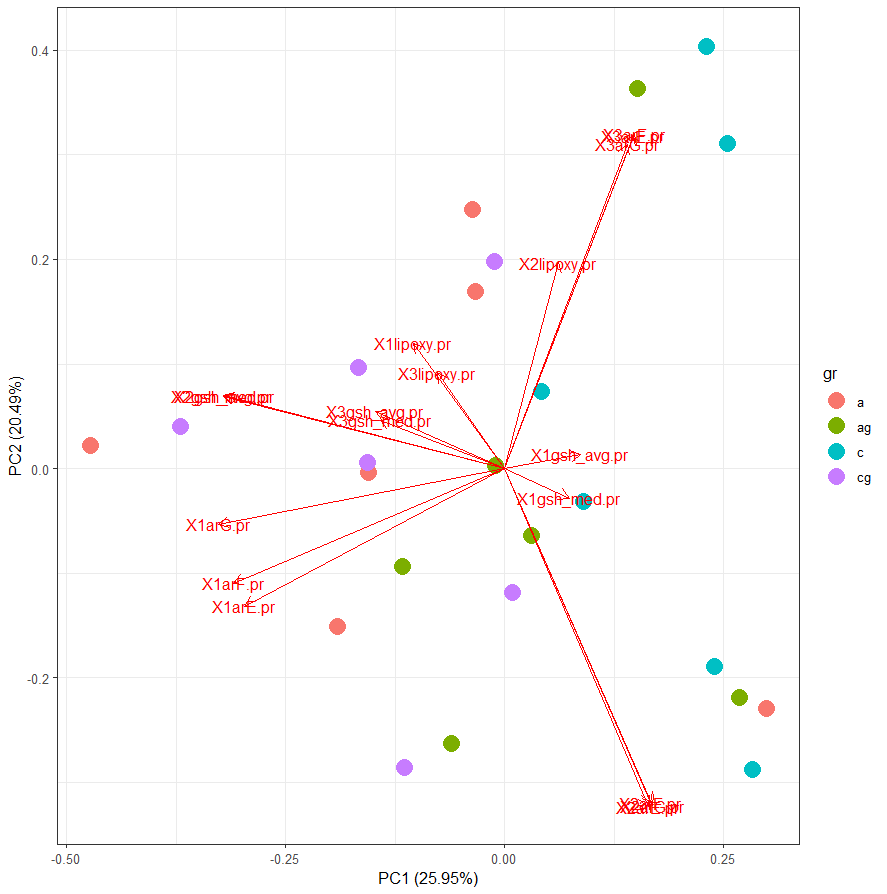 0.4
0.2
0.0
-0.2
PC2 (20.49%)
X3arG.pr
X2lipoxy.pr
X1lipoxy.pr
X3lipoxy.pr
X3gsh_avg.pr
X3gsh_med.pr
X1gsh_avg.pr
X1gsh_med.pr
X1arG.pr
X1arF.pr
X1arE.pr
-0.50
-0.25
0.00
0.25
PC1 (25.95%)
gr
a
ag
c
cg